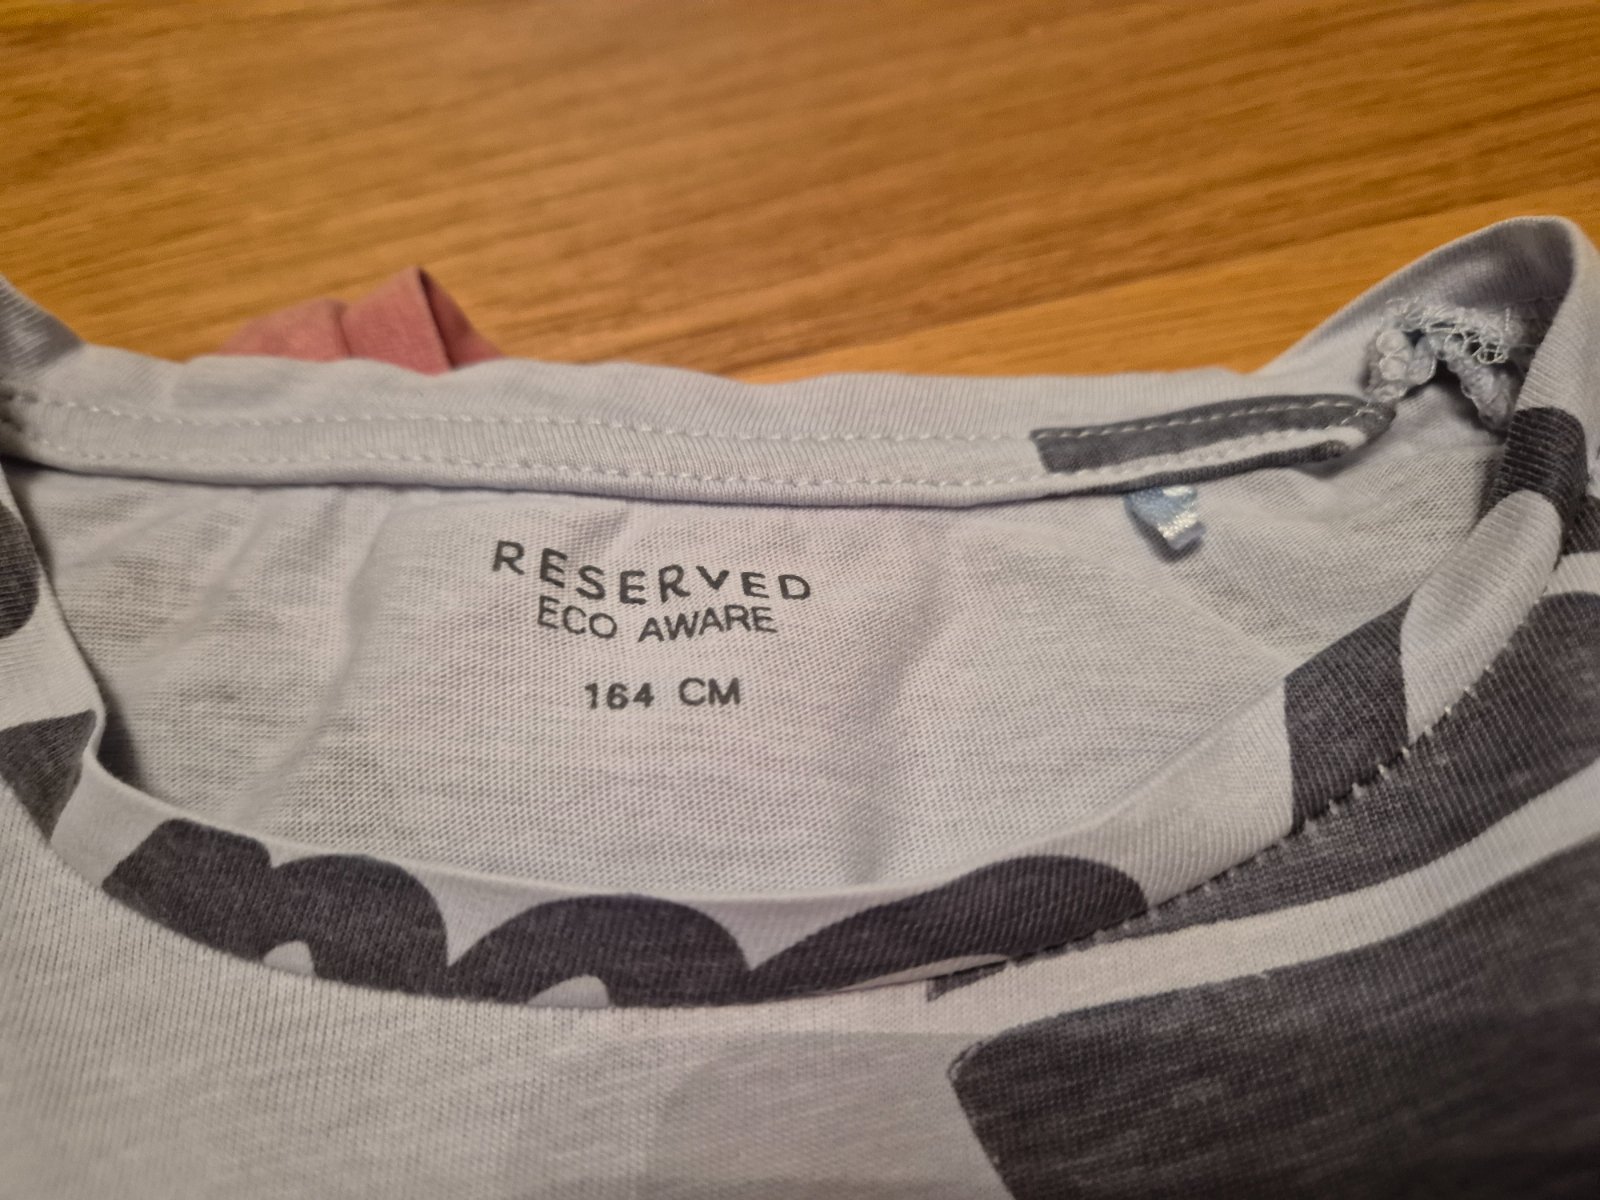 RESERVED
ECO AWARE
164 CM